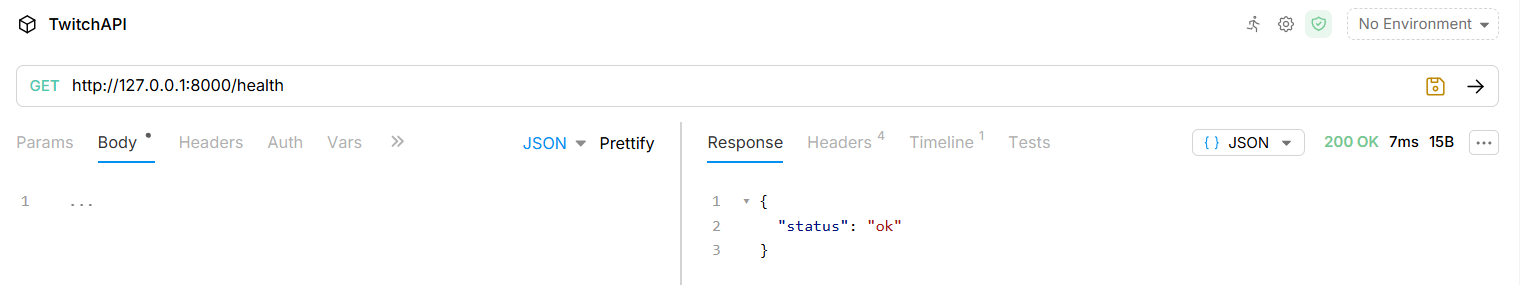 TwitchAPI
No Environment
GET http://127.0.0.1:8000/health
Params Body Headers Auth Vars JSON Prettify
Response Headers 4 Timeline 1 Tests { } JSON 200 OK 7ms 15B
1 ...
1 {
2 "status": "ok"
3 }